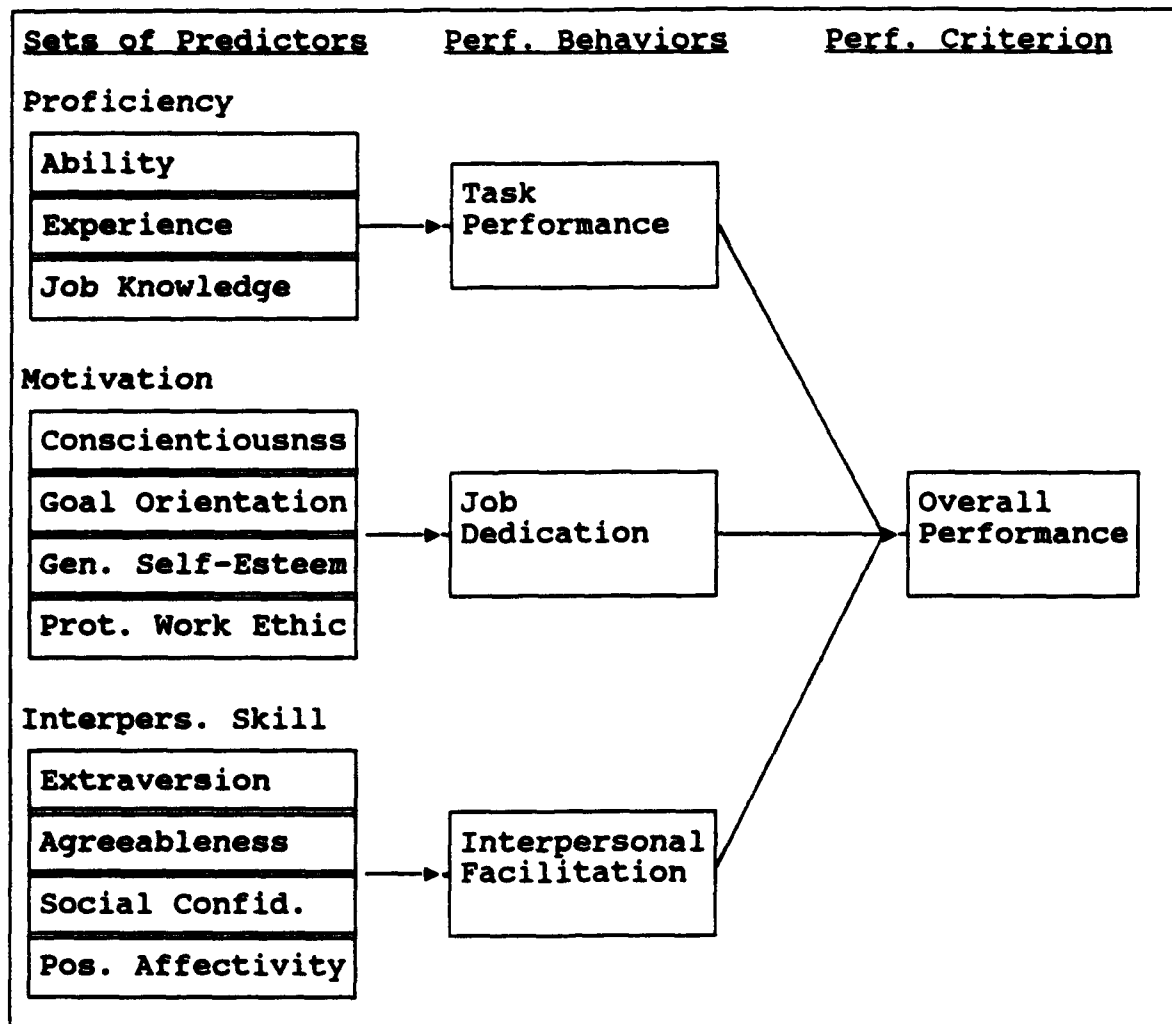 Sets of Predictors Perf. Behaviors Perf. Criterion
Proficiency
Ability
Experience
Job Knowledge
Task
Performance
Motivation
Conscientiousnss
Goal Orientation
Gen. Self-Esteem
Prot. Work Ethic
Job
Dedication
Overall
Performance
Interpers. Skill
Extraversion
Agreeableness
Social Confid.
Pos. Affectivity
Interpersonal
Facilitation